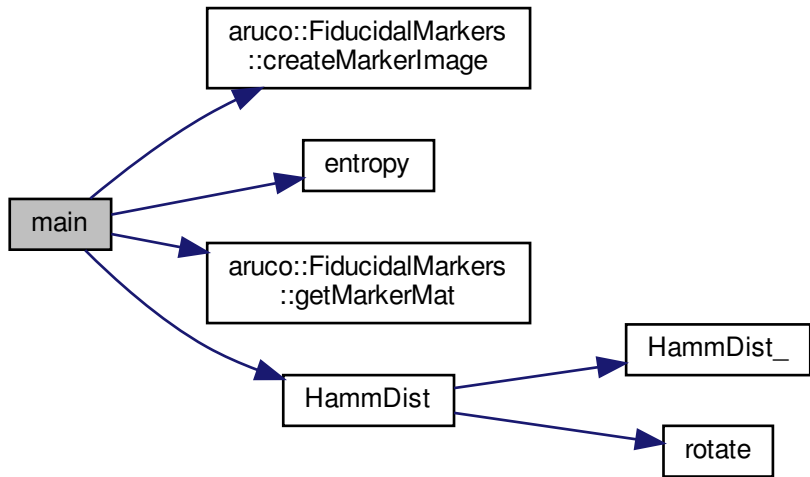 aruco::FiducidalMarkers
::createMarkerImage
entropy
main
aruco::FiducidalMarkers
::getMarkerMat
HammDist_
HammDist
rotate